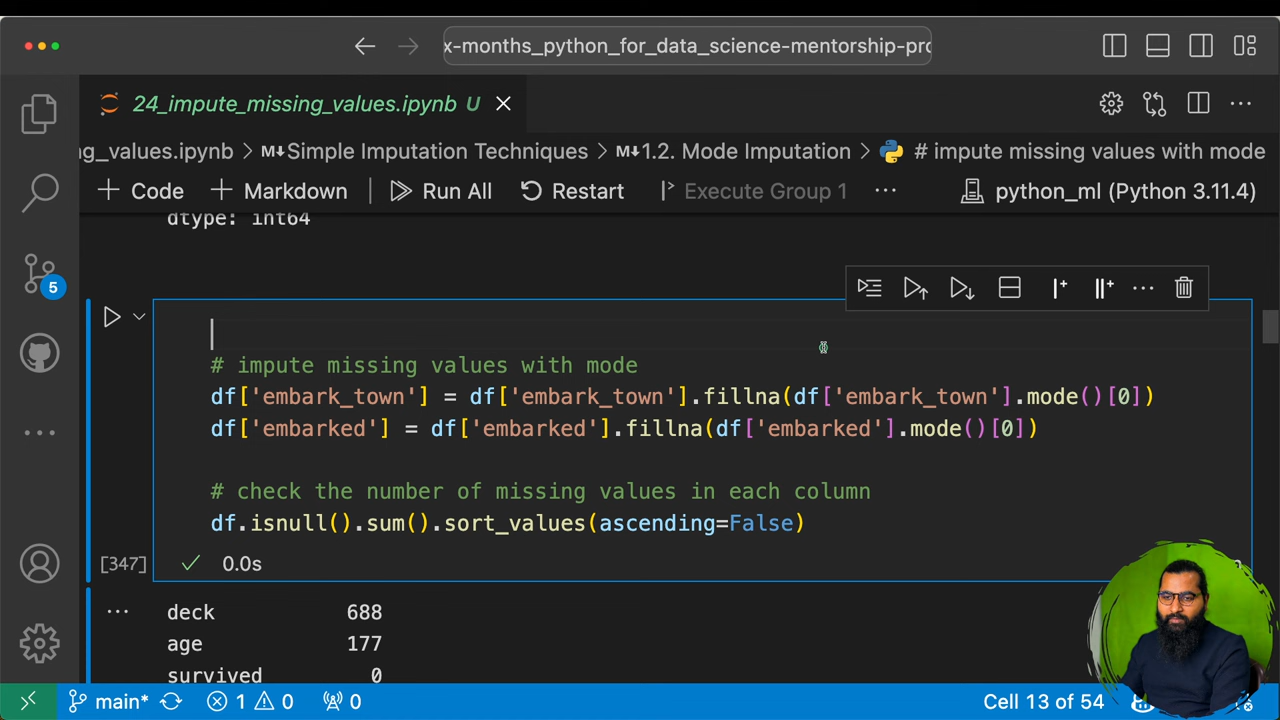 x-months_python_for_data_science-mentorship-pro
24_impute_missing_values.ipynb U
ng_values.ipynb > M↓Simple Imputation Techniques > M↓1.2. Mode Imputation > # impute missing values with mode
+ Code + Markdown | Run All Restart Execute Group 1 ... python_ml (Python 3.11.4)
dtype: int64
5
# impute missing values with mode
df['embark_town'] = df['embark_town'].fillna(df['embark_town'].mode()[0])
df['embarked'] = df['embarked'].fillna(df['embarked'].mode()[0])
# check the number of missing values in each column
df.isnull().sum().sort_values(ascending=False)
[347] 0.0s
... deck 688
age 177
survived 0
main* 1 0 0 Cell 13 of 54